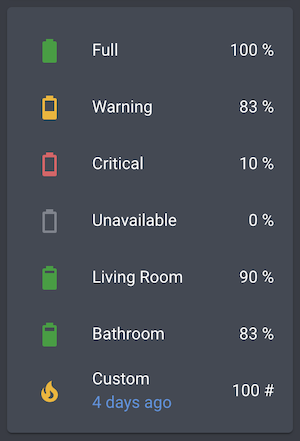 Full 100 %
Warning 83 %
Critical 10 %
Unavailable 0 %
Living Room 90 %
Bathroom 83 %
Custom 100 #
4 days ago